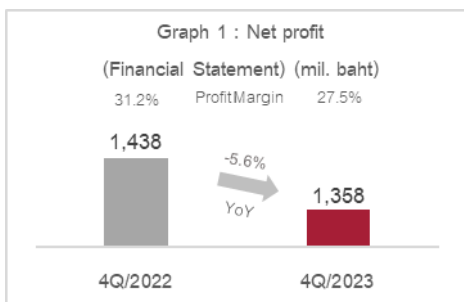 Graph 1 : Net profit
(Financial Statement) (mil. baht)
31.2% ProfitMargin 27.5%
1,438
-5.6%
YoY
1,358
4Q/2022 4Q/2023